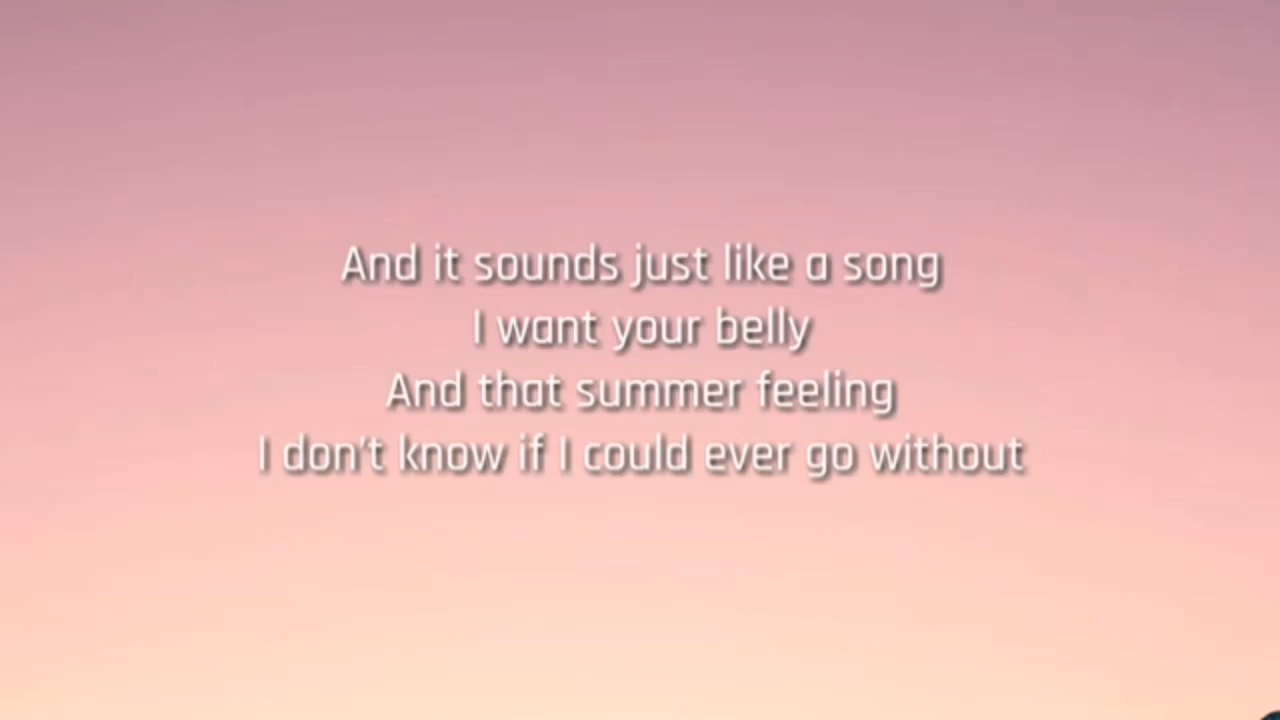 And it sounds just like a song
I want your belly
And that summer feeling
I don't know if I could ever go without